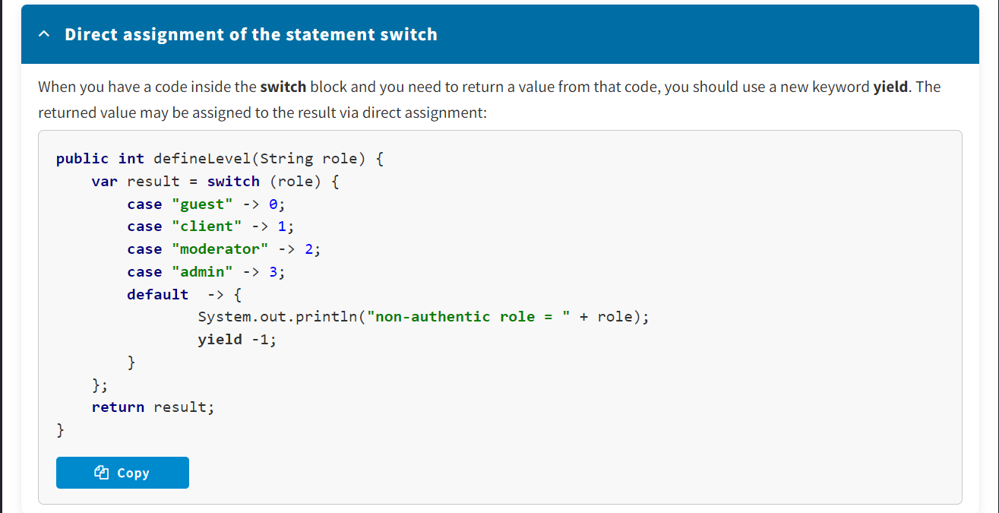 Direct assignment of the statement switch
When you have a code inside the switch block and you need to return a value from that code, you should use a new keyword yield. The
returned value may be assigned to the result via direct assignment:
public int defineLevel(String role) {
    var result = switch (role) {
        case "guest" -> 0;
        case "client" -> 1;
        case "moderator" -> 2;
        case "admin" -> 3;
        default  -> {
                System.out.println("non-authentic role = " + role);
                yield -1;
        }
    };
    return result;
}
Copy